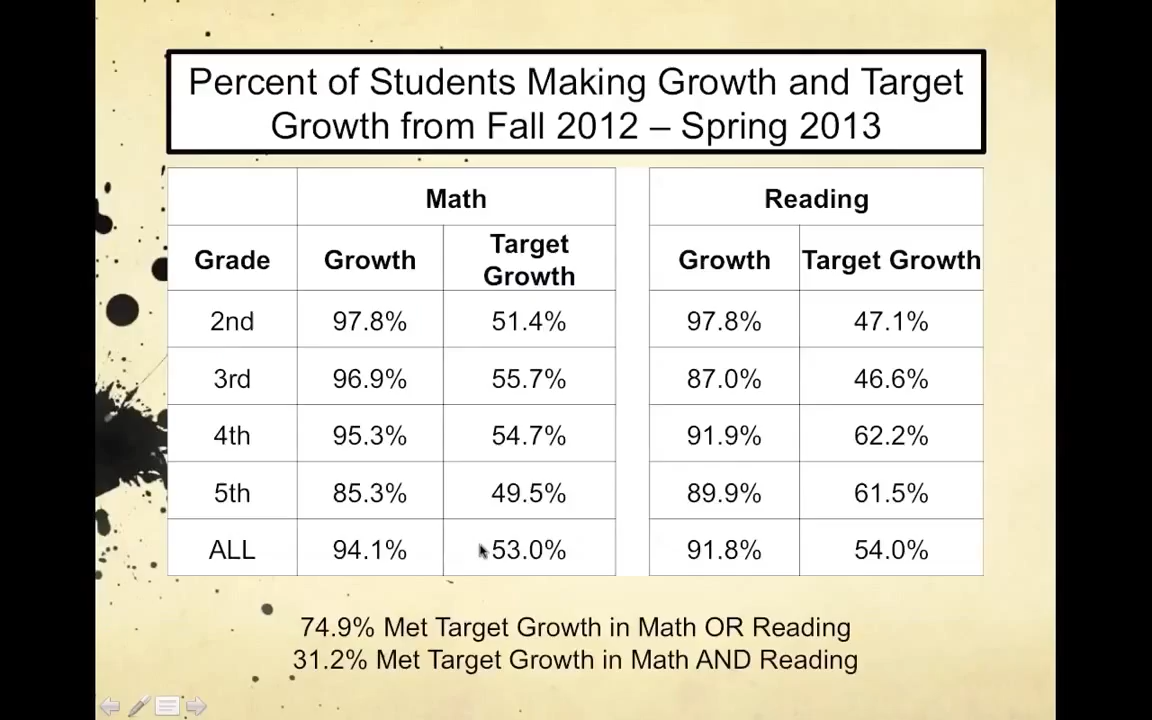 Percent of Students Making Growth and Target
Growth from Fall 2012 – Spring 2013
Math Reading
Grade Growth Target Growth Growth Target Growth
2nd 97.8% 51.4% 97.8% 47.1%
3rd 96.9% 55.7% 87.0% 46.6%
4th 95.3% 54.7% 91.9% 62.2%
5th 85.3% 49.5% 89.9% 61.5%
ALL 94.1% 53.0% 91.8% 54.0%
74.9% Met Target Growth in Math OR Reading
31.2% Met Target Growth in Math AND Reading